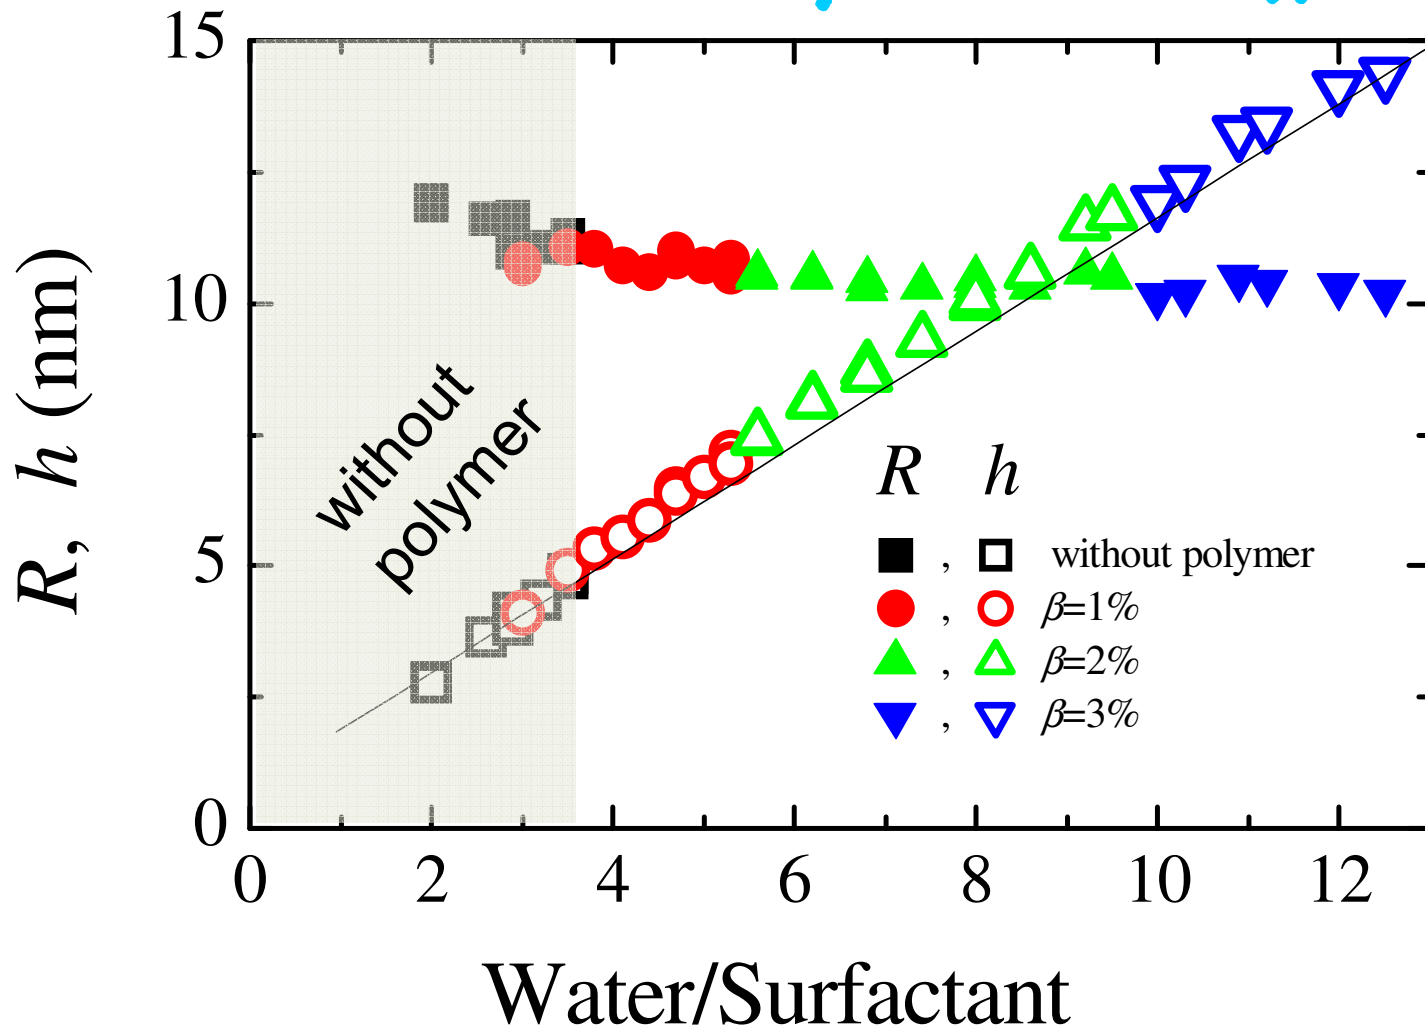 15
10
5
0
R, h (nm)
without
polymer
R h
, without polymer
, β=1%
, β=2%
, β=3%
0 2 4 6 8 10 12
Water/Surfactant